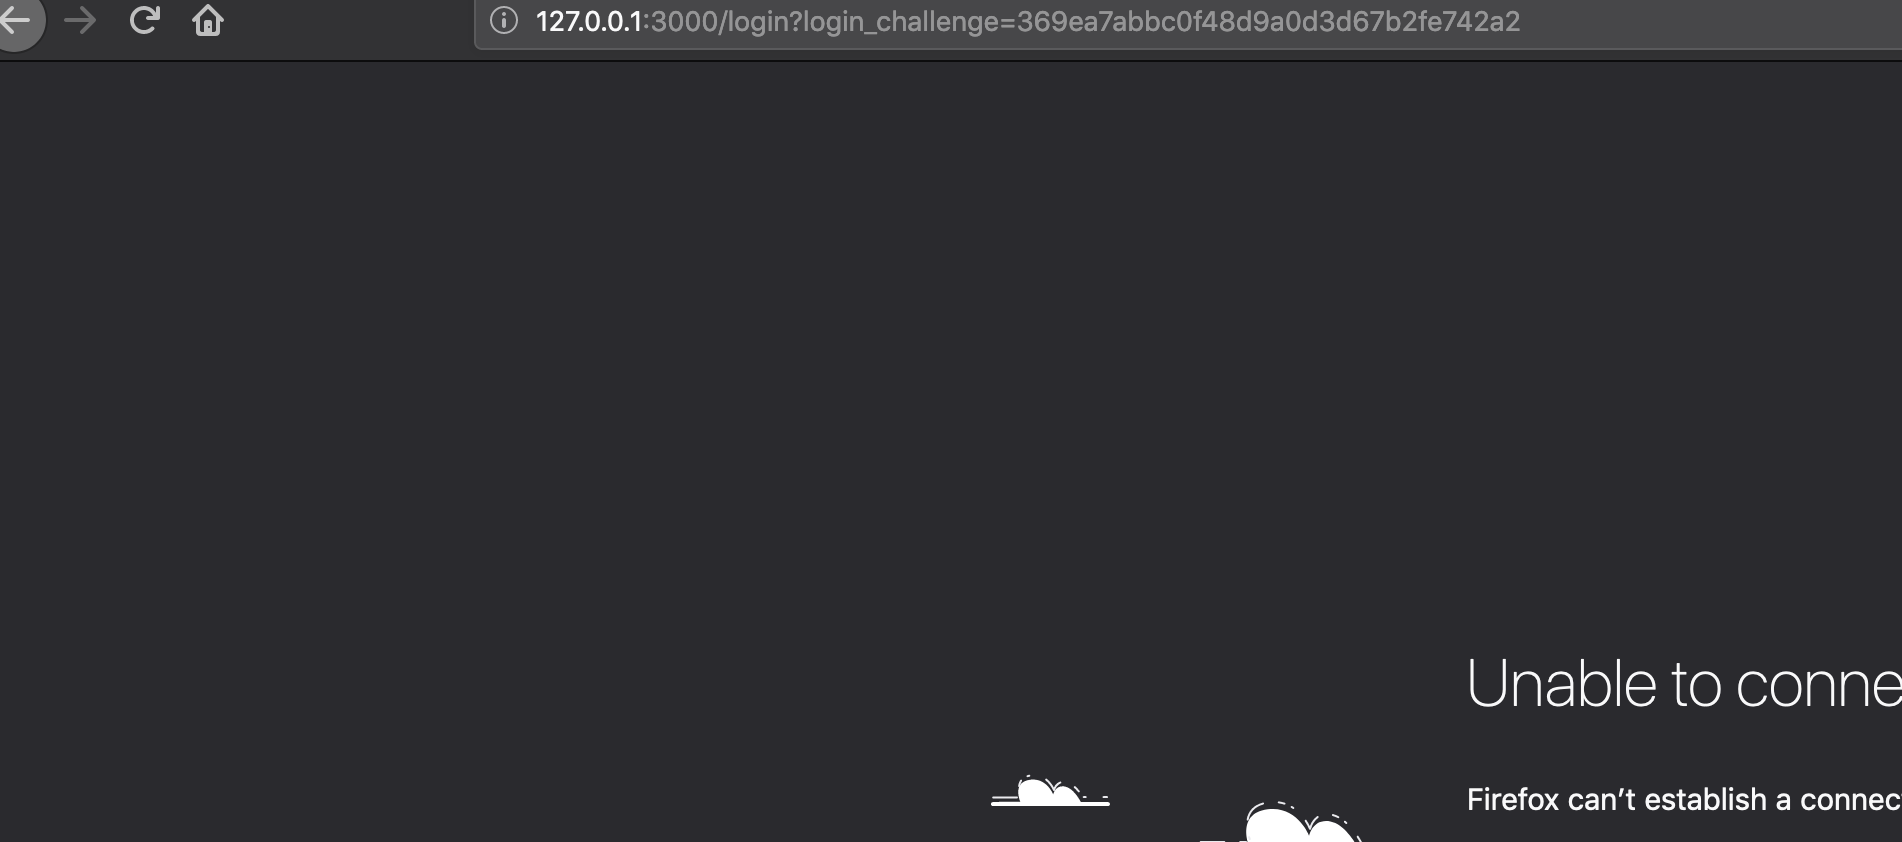 127.0.0.1:3000/login?login_challenge=369ea7abbc0f48d9a0d3d67b2fe742a2
Unable to conne
Firefox can’t establish a connec